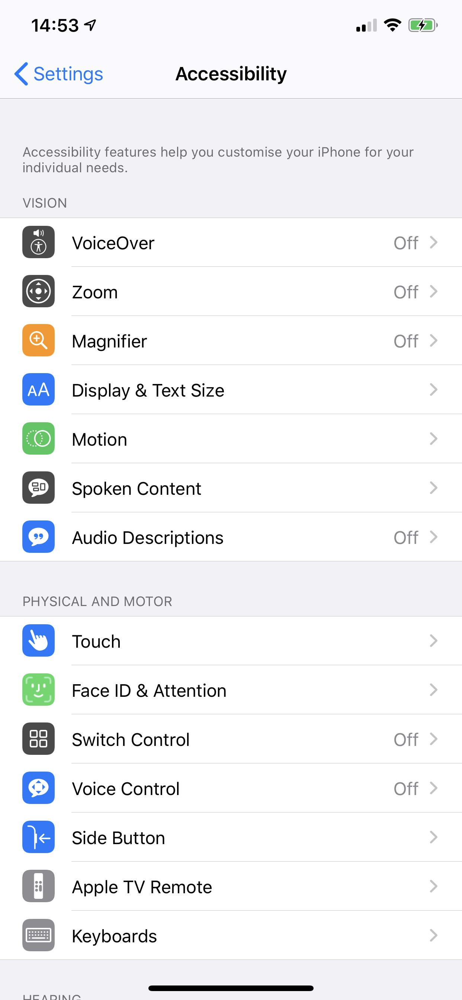 14:53
Settings
Accessibility
Accessibility features help you customise your iPhone for your
individual needs.
VISION
VoiceOver Off
Zoom Off
Magnifier Off
AA Display & Text Size
Motion
Spoken Content
Audio Descriptions Off
PHYSICAL AND MOTOR
Touch
Face ID & Attention
Switch Control Off
Voice Control Off
Side Button
Apple TV Remote
Keyboards
HEARING